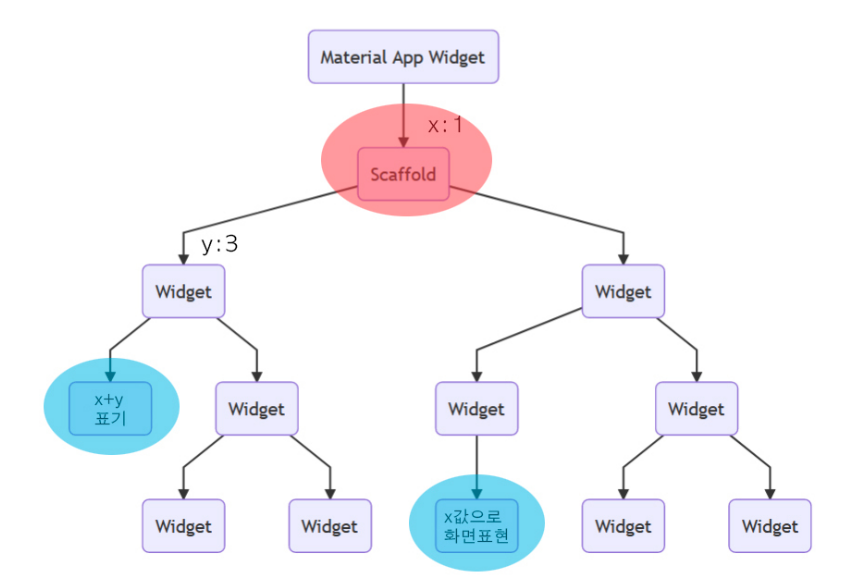 Material App Widget
x:1
Scaffold
y:3
Widget
Widget
x+y
표기
Widget
Widget
Widget
Widget
Widget
x값으로
화면표현
Widget
Widget